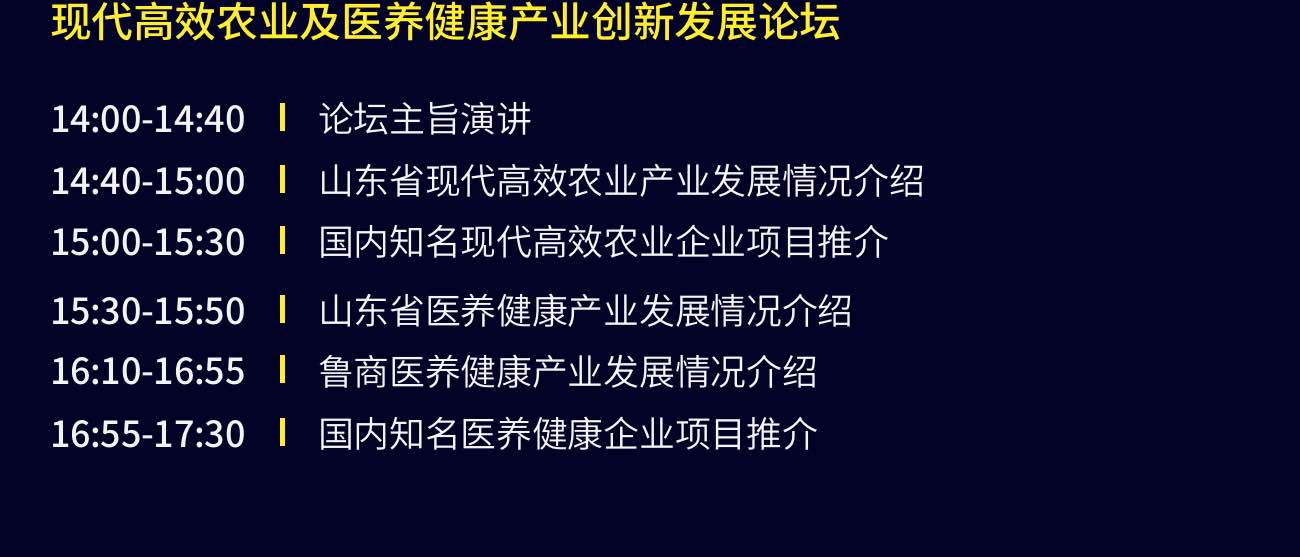 现代高效农业及医养健康产业创新发展论坛
14:00-14:40 论坛主旨演讲
14:40-15:00 山东省现代高效农业产业发展情况介绍
15:00-15:30 国内知名现代高效农业企业项目推介
15:30-15:50 山东省医养健康产业发展情况介绍
16:10-16:55 鲁商医养健康产业发展情况介绍
16:55-17:30 国内知名医养健康企业项目推介